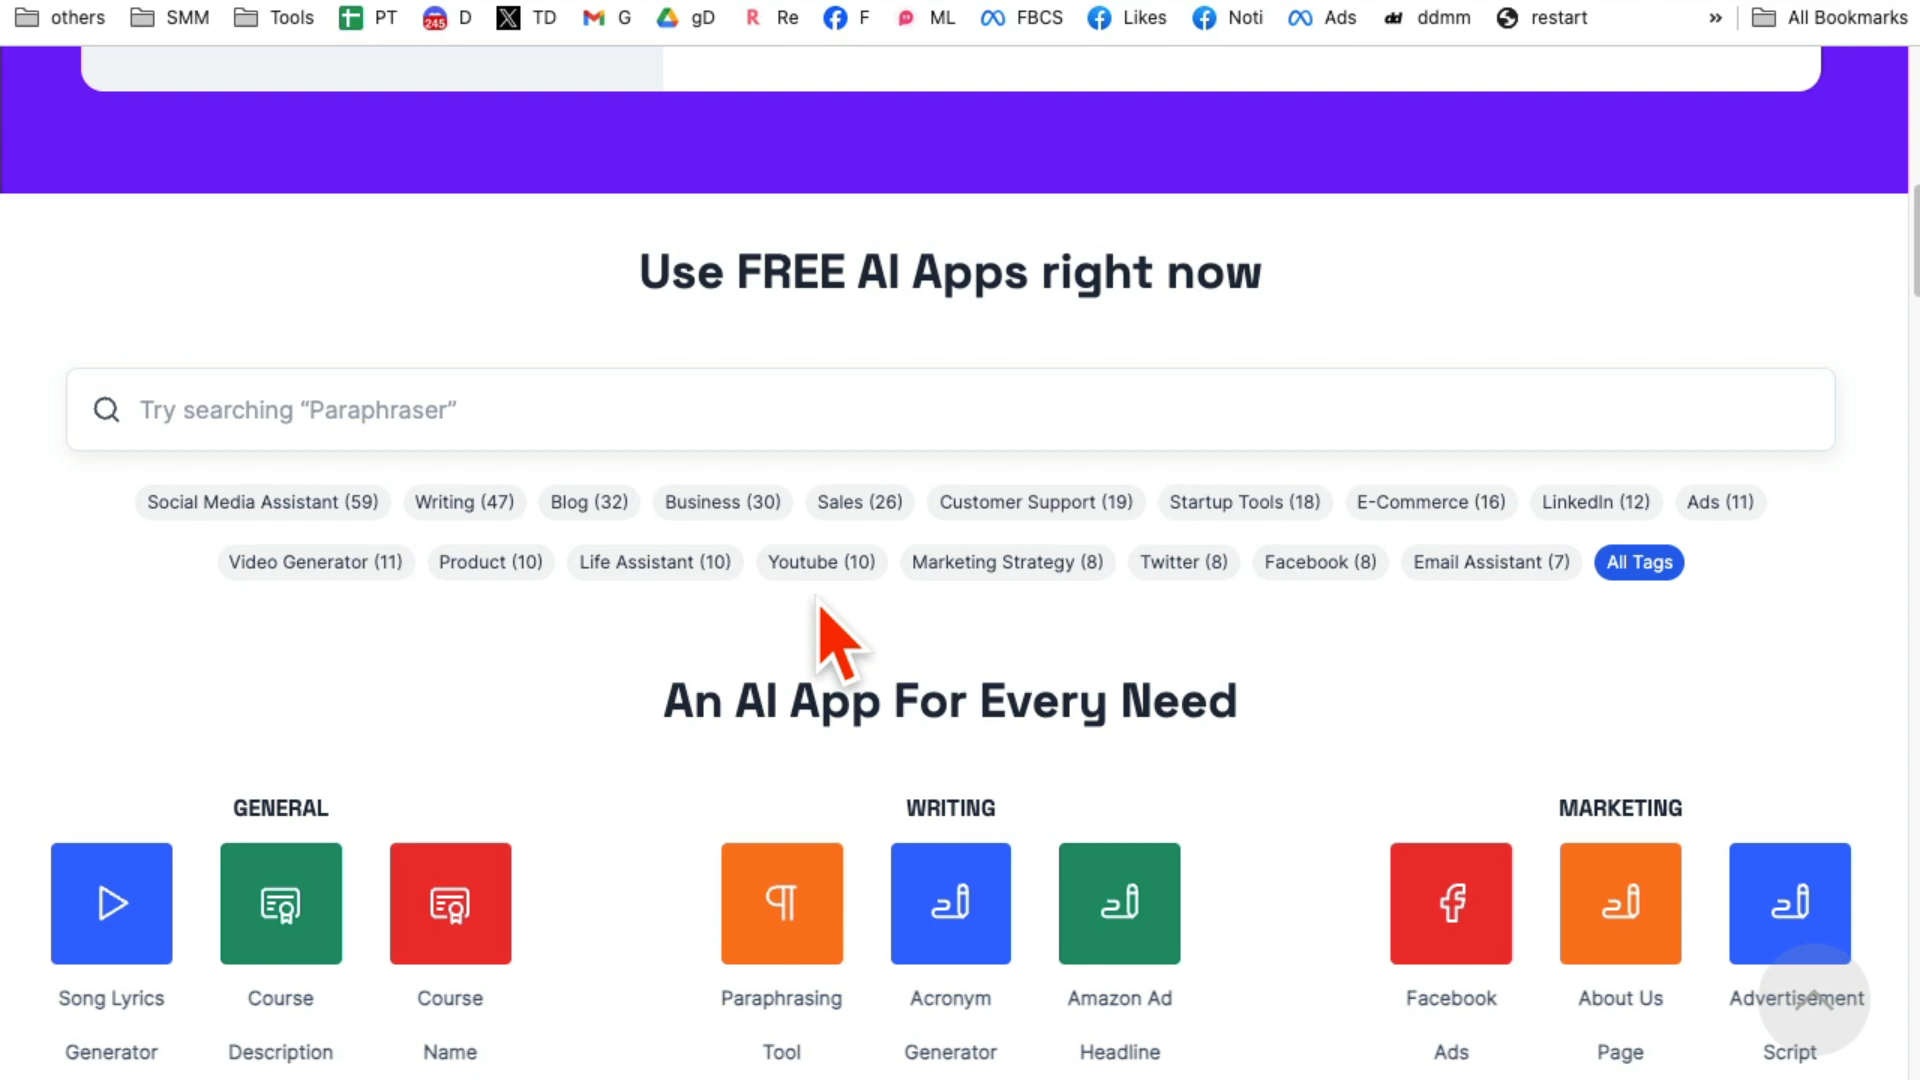 others SMM Tools PT 245 D TD G gD R Re F ML FBCS Likes Noti Ads dd ddmm restart » All Bookmarks
Use FREE AI Apps right now
Try searching “Paraphraser”
Social Media Assistant (59) Writing (47) Blog (32) Business (30) Sales (26) Customer Support (19) Startup Tools (18) E-Commerce (16) LinkedIn (12) Ads (11)
Video Generator (11) Product (10) Life Assistant (10) Youtube (10) Marketing Strategy (8) Twitter (8) Facebook (8) Email Assistant (7) All Tags
An AI App For Every Need
GENERAL
Song Lyrics Generator
Course Description
Course Name
WRITING
Paraphrasing Tool
Acronym Generator
Amazon Ad Headline
MARKETING
Facebook Ads
About Us Page
Advertisement Script